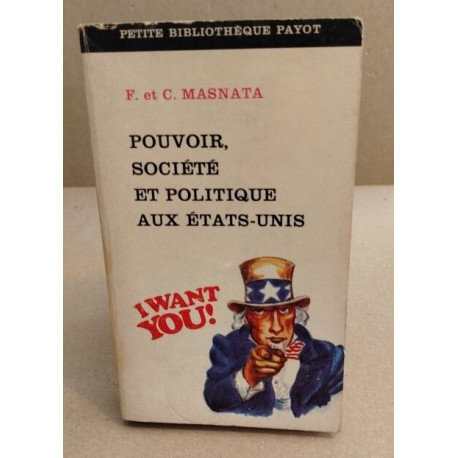 PETITE BIBLIOTHÈQUE PAYOT
F. et C. MASNATA
POUVOIR,
SOCIÉTÉ
ET POLITIQUE
AUX ÉTATS-UNIS
I WANT
YOU!